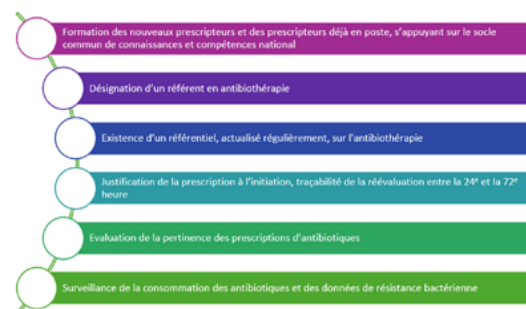 Formation des nouveaux prescripteurs et des prescripteurs déjà en poste, s'appuyant sur le socle
commun de connaissances et compétences national
Désignation d'un référent en antibiothérapie
Existence d'un référentiel, actualisé régulièrement, sur l'antibiothérapie
Justification de la prescription à l'initiation, traçabilité de la réévaluation entre la 24ᵉ et la 72ᵉ
heure
Evaluation de la pertinence des prescriptions d'antibiotiques
Surveillance de la consommation des antibiotiques et des données de résistance bactérienne